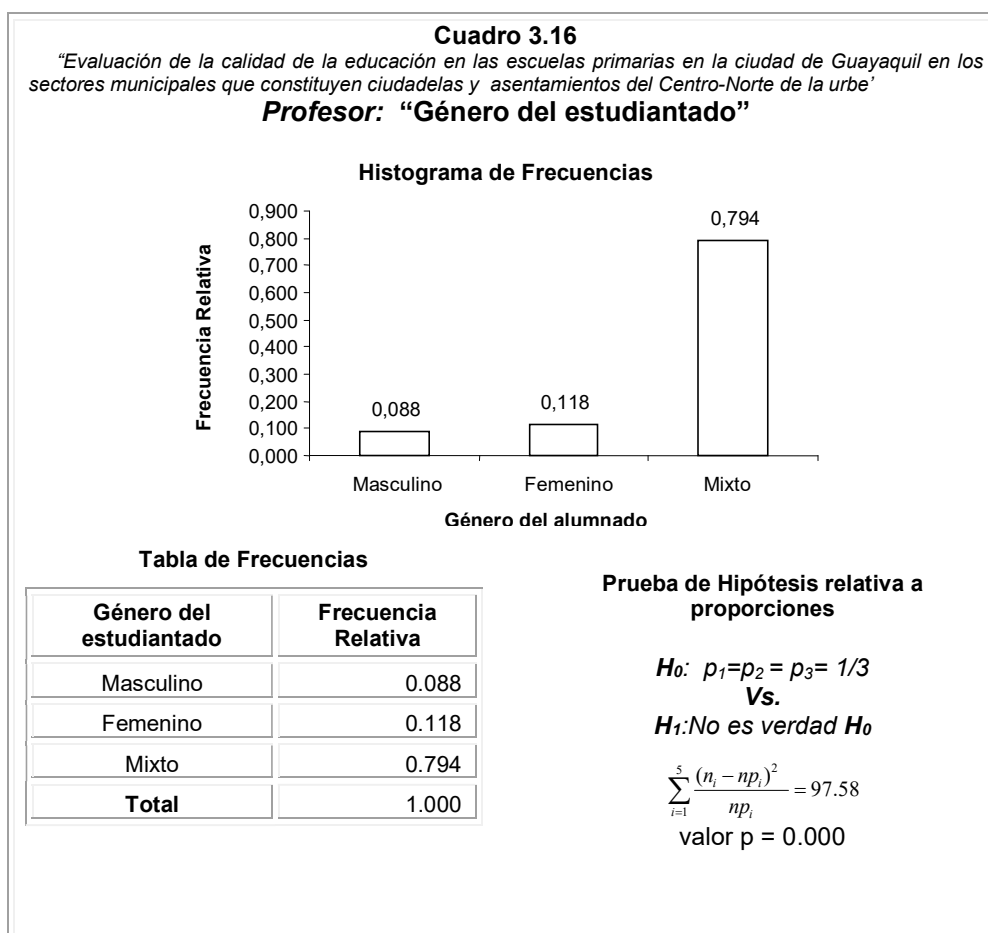 Cuadro 3.16
“Evaluación de la calidad de la educación en las escuelas primarias en la ciudad de Guayaquil en los
sectores municipales que constituyen ciudadelas y asentamientos del Centro-Norte de la urbe’
Profesor: “Género del estudiantado”
Histograma de Frecuencias
Frecuencia Relativa
0,900
0,800
0,700
0,600
0,500
0,400
0,300
0,200
0,100
0,000
0,088
0,118
0,794
Masculino Femenino Mixto
Género del alumnado
Tabla de Frecuencias
Género del estudiantado
Frecuencia Relativa
Masculino 0.088
Femenino 0.118
Mixto 0.794
Total 1.000
Prueba de Hipótesis relativa a
proporciones
H₀: p₁=p₂ = p₃= 1/3
Vs.
H₁:No es verdad H₀
\sum_{i=1}^{5} \frac{(n_i - np_i)^2}{np_i} = 97.58
valor p = 0.000